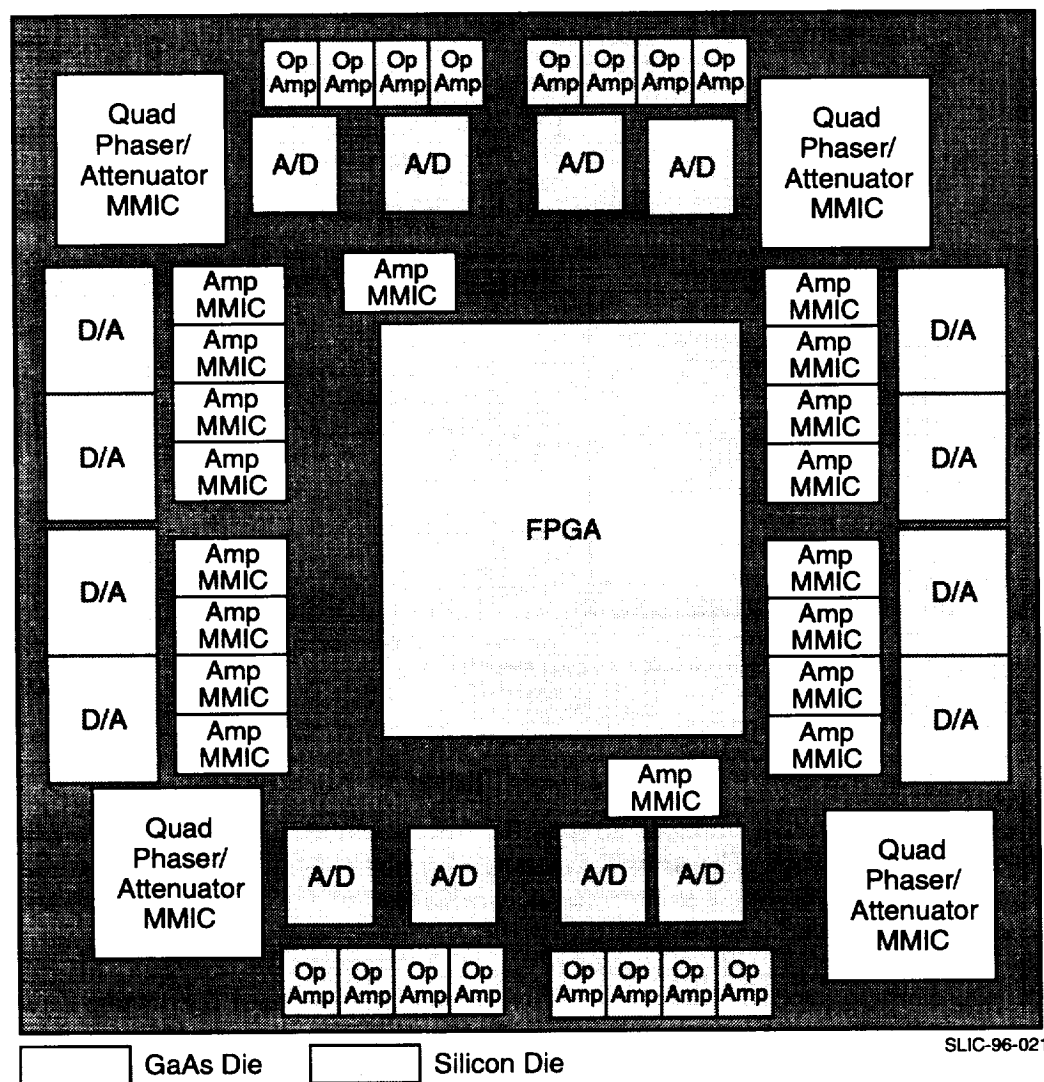 Op Op Op Op
Amp Amp Amp Amp
Op Op Op Op
Amp Amp Amp Amp
Quad
Phaser/
Attenuator
MMIC
A/D
A/D
A/D
A/D
Quad
Phaser/
Attenuator
MMIC
Amp
MMIC
D/A
D/A
D/A
D/A
Amp
MMIC
Amp
MMIC
Amp
MMIC
Amp
MMIC
Amp
MMIC
Amp
MMIC
Amp
MMIC
Amp
MMIC
FPGA
Amp
MMIC
Amp
MMIC
Amp
MMIC
Amp
MMIC
Amp
MMIC
Amp
MMIC
Amp
MMIC
Amp
MMIC
D/A
D/A
D/A
D/A
Amp
MMIC
Quad
Phaser/
Attenuator
MMIC
A/D
A/D
A/D
A/D
Quad
Phaser/
Attenuator
MMIC
Op Op Op Op
Amp Amp Amp Amp
Op Op Op Op
Amp Amp Amp Amp
SLIC-96-021
GaAs Die
Silicon Die